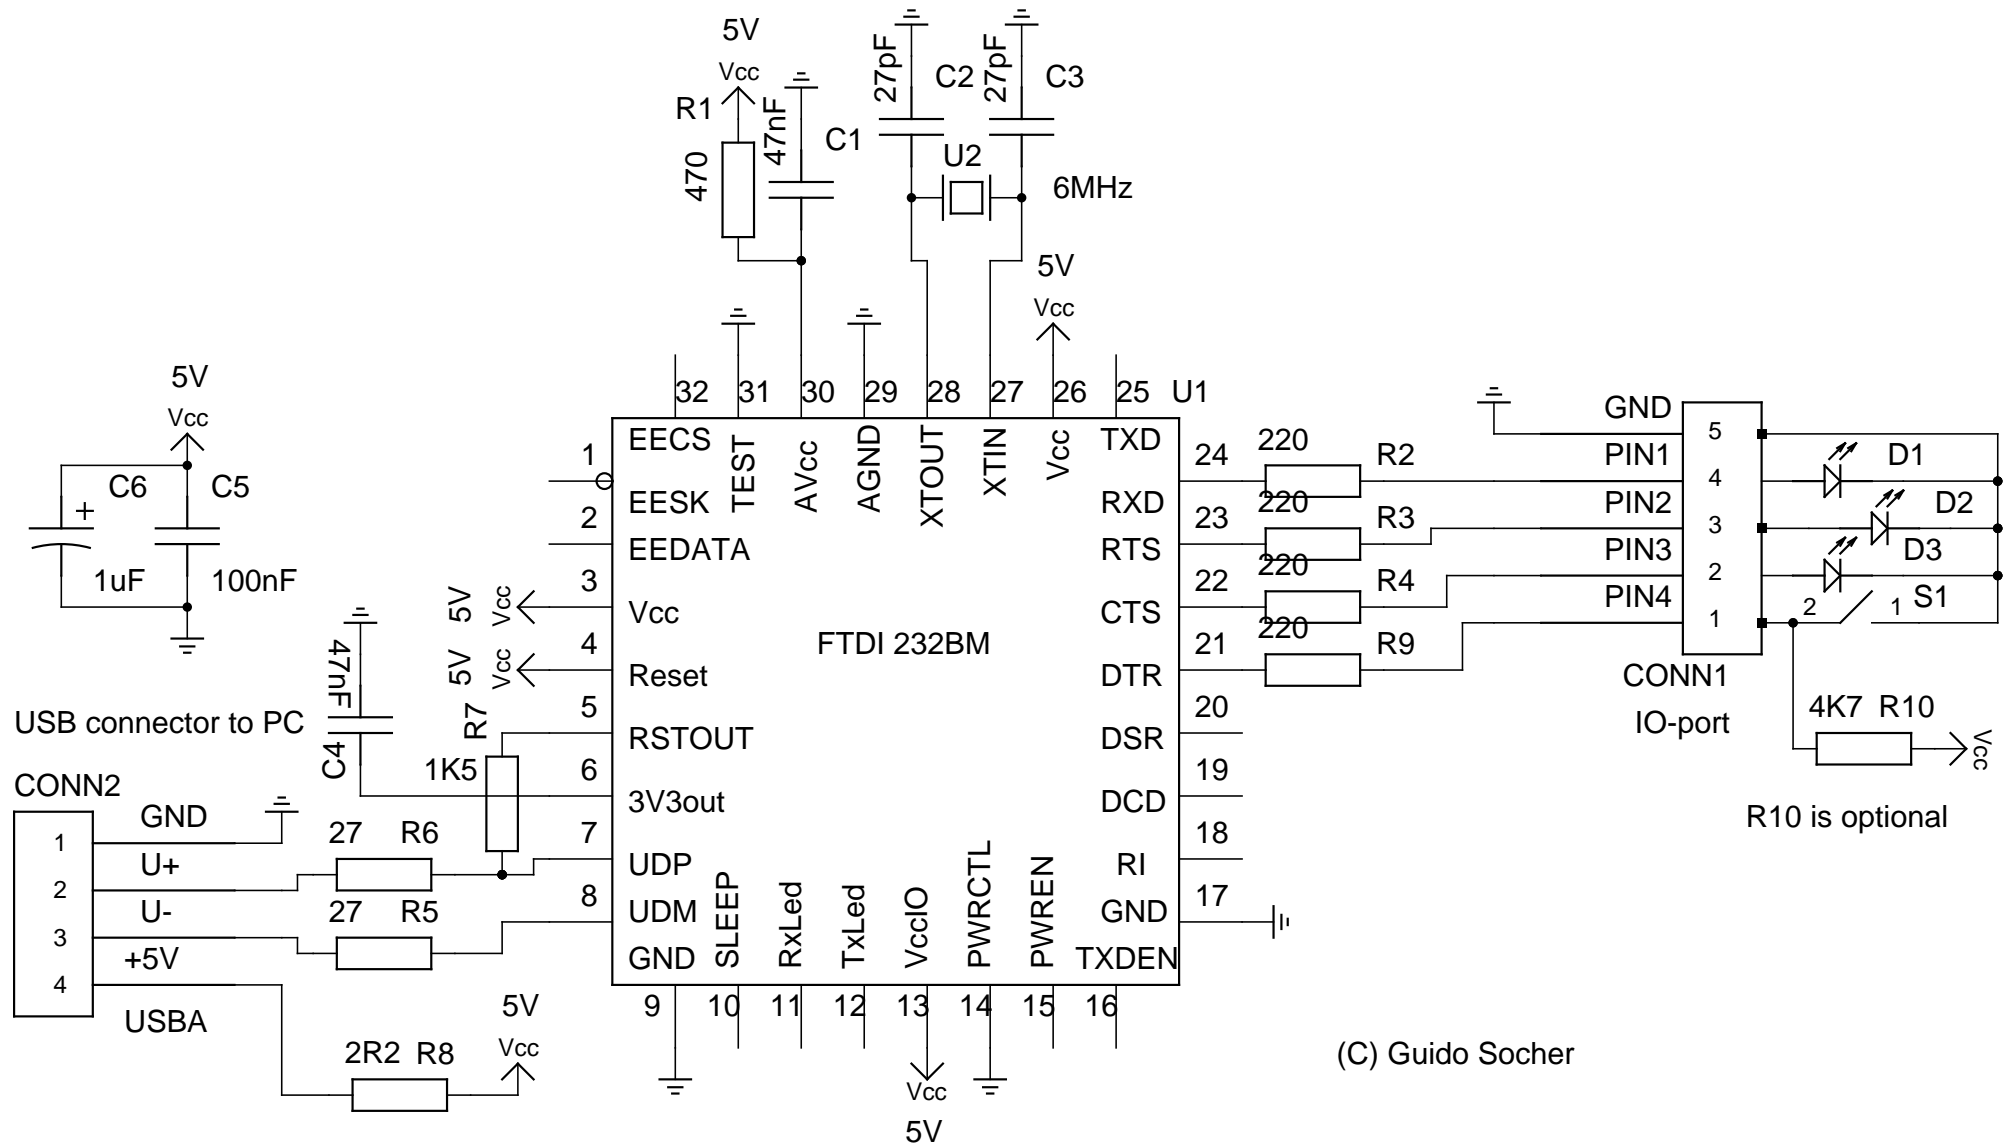 5V
Vcc
R1
470
47nF
C1
27pF
C2
27pF
C3
U2
6MHz
5V
Vcc
5V
Vcc
C6
C5
+
1uF
100nF
32
31
30
29
28
27
26
25
U1
EECS
TEST
AVcc
AGND
XTOUT
XTIN
Vcc
TXD
1
EESK
2
EEDATA
3
Vcc
4
Reset
5
RSTOUT
6
3V3out
7
UDP
8
UDM
GND
FTDI 232BM
5V
Vcc
5V
Vcc
47nF
C4
R7
1K5
24
RXD
23
RTS
22
CTS
21
DTR
20
DSR
19
DCD
18
RI
17
GND
TXDEN
SLEEP
RxLed
TxLed
VccIO
PWRCTL
PWREN
9
10
11
12
13
14
15
16
Vcc
5V
220
R2
220
R3
220
R4
220
R9
GND
PIN1
PIN2
PIN3
PIN4
5
4
3
2
1
CONN1
IO-port
D1
D2
D3
S1
2
1
4K7
R10
Vcc
R10 is optional
USB connector to PC
CONN2
1
GND
2
U+
3
U-
4
+5V
USBA
27
R6
27
R5
2R2
R8
5V
Vcc
(C) Guido Socher